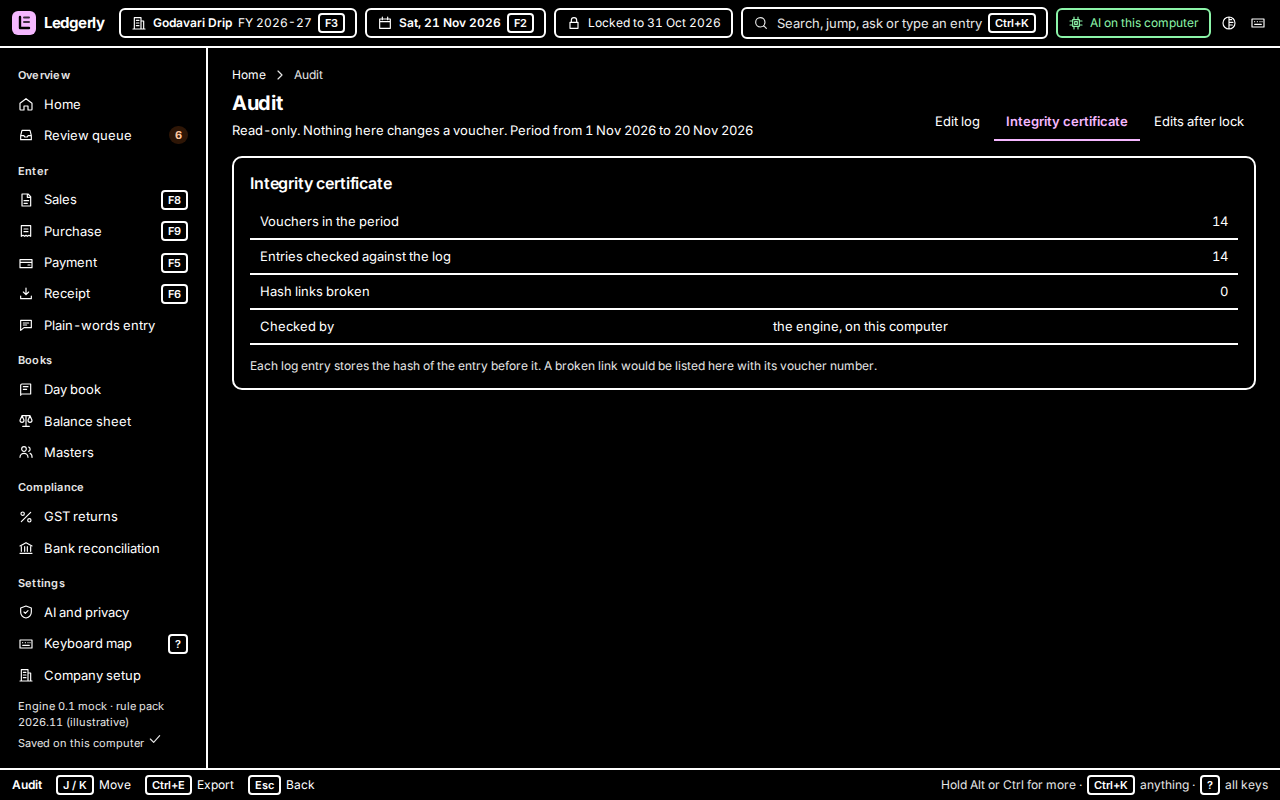 Ledgerly
Godavari Drip FY 2026-27 F3
Sat, 21 Nov 2026 F2
Locked to 31 Oct 2026
Search, jump, ask or type an entry Ctrl+K
AI on this computer
Overview
Home
Review queue 6
Enter
Sales F8
Purchase F9
Payment F5
Receipt F6
Plain-words entry
Books
Day book
Balance sheet
Masters
Compliance
GST returns
Bank reconciliation
Settings
AI and privacy
Keyboard map ?
Company setup
Engine 0.1 mock · rule pack
2026.11 (illustrative)
Saved on this computer
Home > Audit
Audit
Read-only. Nothing here changes a voucher. Period from 1 Nov 2026 to 20 Nov 2026
Edit log
Integrity certificate
Edits after lock
Integrity certificate
Vouchers in the period 14
Entries checked against the log 14
Hash links broken 0
Checked by the engine, on this computer
Each log entry stores the hash of the entry before it. A broken link would be listed here with its voucher number.
Audit J / K Move Ctrl+E Export Esc Back
Hold Alt or Ctrl for more · Ctrl+K anything · ? all keys